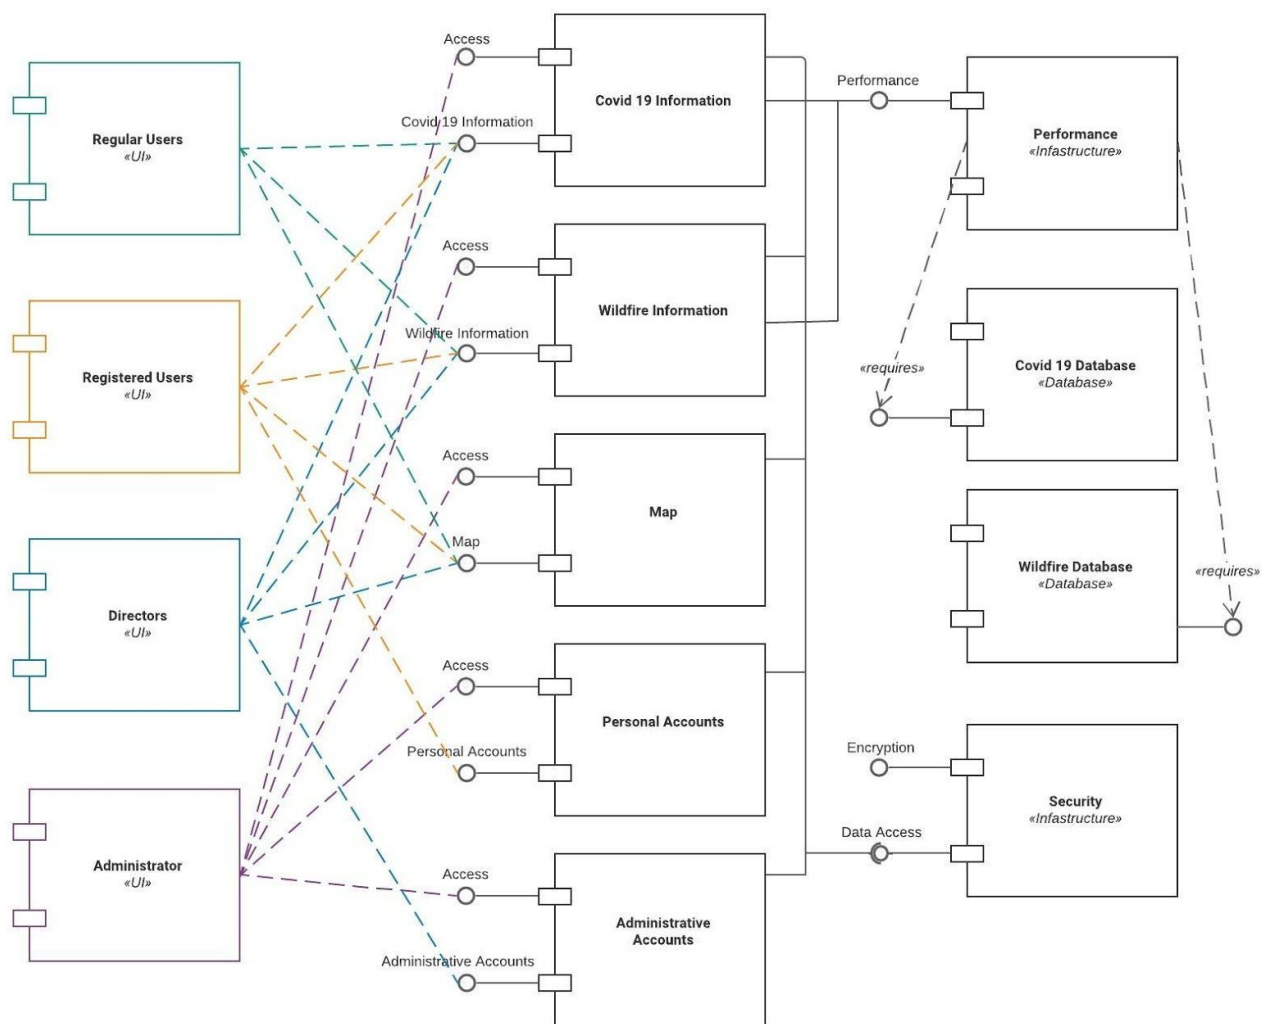 Regular Users
«UI»
Registered Users
«UI»
Directors
«UI»
Administrator
«UI»
Access
Covid 19 Information
Covid 19 Information
Access
Wildfire Information
Wildfire Information
Access
Map
Map
Access
Personal Accounts
Personal Accounts
Access
Administrative Accounts
Administrative
Accounts
Performance
Performance
«Infastructure»
«requires»
Covid 19 Database
«Database»
Wildfire Database
«Database»
«requires»
Encryption
Data Access
Security
«Infastructure»